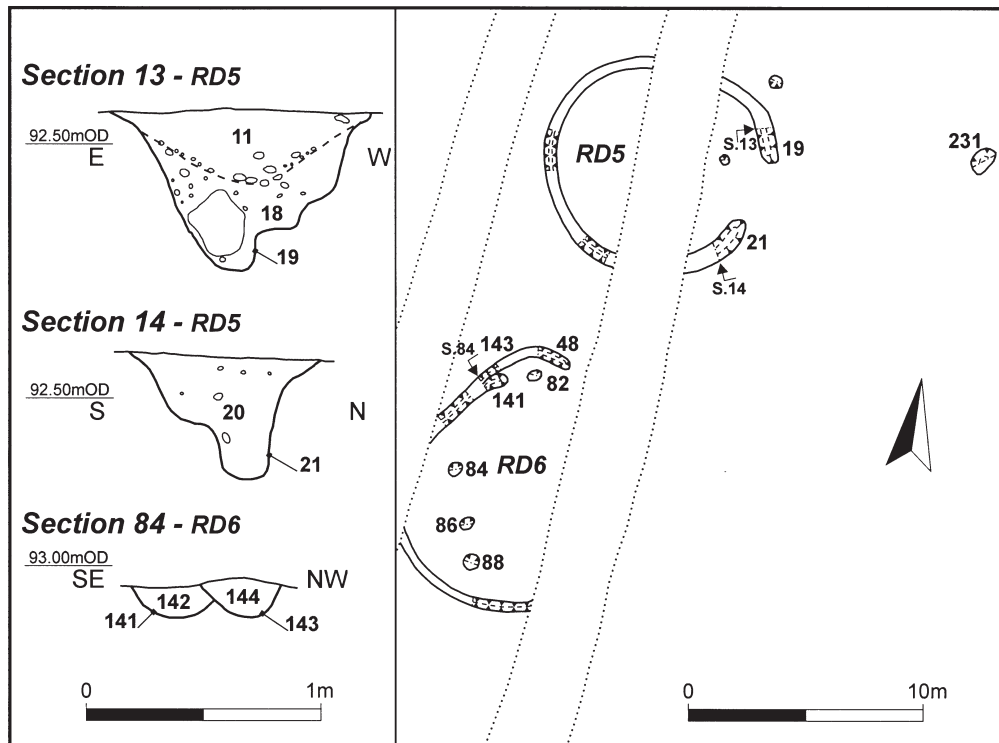 Section 13 - RD5
92.50mOD
E
W
11
18
19
Section 14 - RD5
92.50mOD
S
N
20
21
Section 84 - RD6
93.00mOD
SE
NW
142
144
141
143
0
1m
RD5
S.13
19
231
21
S.14
S.84
143
48
82
141
84
RD6
86
88
0
10m